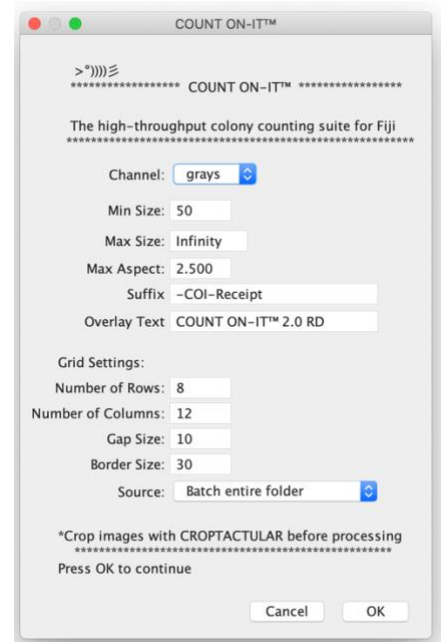 COUNT ON-IT™
>°))))彡
****************** COUNT ON-IT™ *****************
The high-throughput colony counting suite for Fiji
*********************************************************
Channel: grays
Min Size: 50
Max Size: Infinity
Max Aspect: 2.500
Suffix -COI-Receipt
Overlay Text COUNT ON-IT™ 2.0 RD
Grid Settings:
Number of Rows: 8
Number of Columns: 12
Gap Size: 10
Border Size: 30
Source: Batch entire folder
*Crop images with CROPTACTULAR before processing
****************************************************
Press OK to continue
Cancel OK